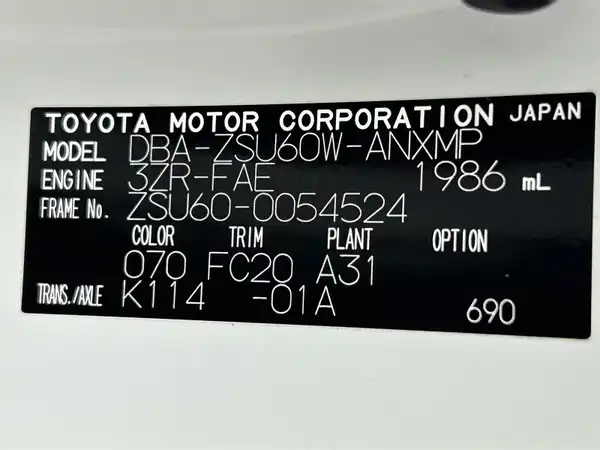 TOYOTA MOTOR CORPORATION JAPAN
MODEL DBA-ZSU60W-ANXMP
ENGINE 3ZR-FAE 1986 mL
FRAME No. ZSU60-0054524
COLOR TRIM PLANT OPTION
070 FC20 A31
TRANS./AXLE K114 -01A 690